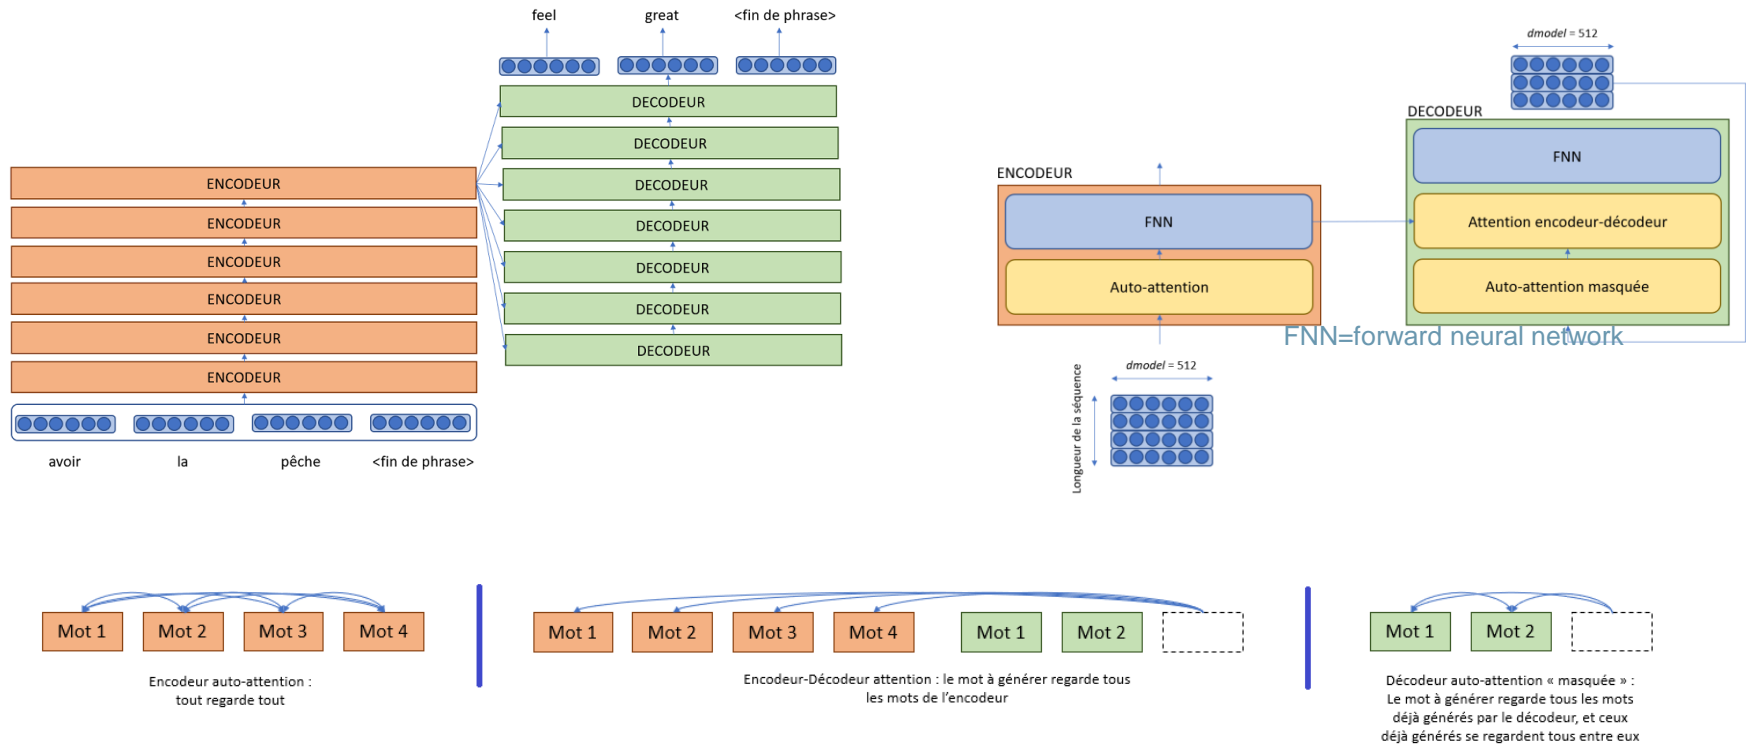 feel great <fin de phrase>
DECODEUR
DECODEUR
DECODEUR
DECODEUR
DECODEUR
DECODEUR
DECODEUR
ENCODEUR
ENCODEUR
ENCODEUR
ENCODEUR
ENCODEUR
ENCODEUR
avoir la pêche <fin de phrase>
ENCODEUR
FNN
Auto-attention
dmodel = 512
Longueur de la séquence
dmodel = 512
DECODEUR
FNN
Attention encodeur-décodeur
Auto-attention masquée
FNN=forward neural network
Mot 1 Mot 2 Mot 3 Mot 4
Encodeur auto-attention :
tout regarde tout
Mot 1 Mot 2 Mot 3 Mot 4 Mot 1 Mot 2
Encodeur-Décodeur attention : le mot à générer regarde tous
les mots de l'encodeur
Mot 1 Mot 2
Décodeur auto-attention « masquée » :
Le mot à générer regarde tous les mots
déjà générés par le décodeur, et ceux
déjà générés se regardent tous entre eux